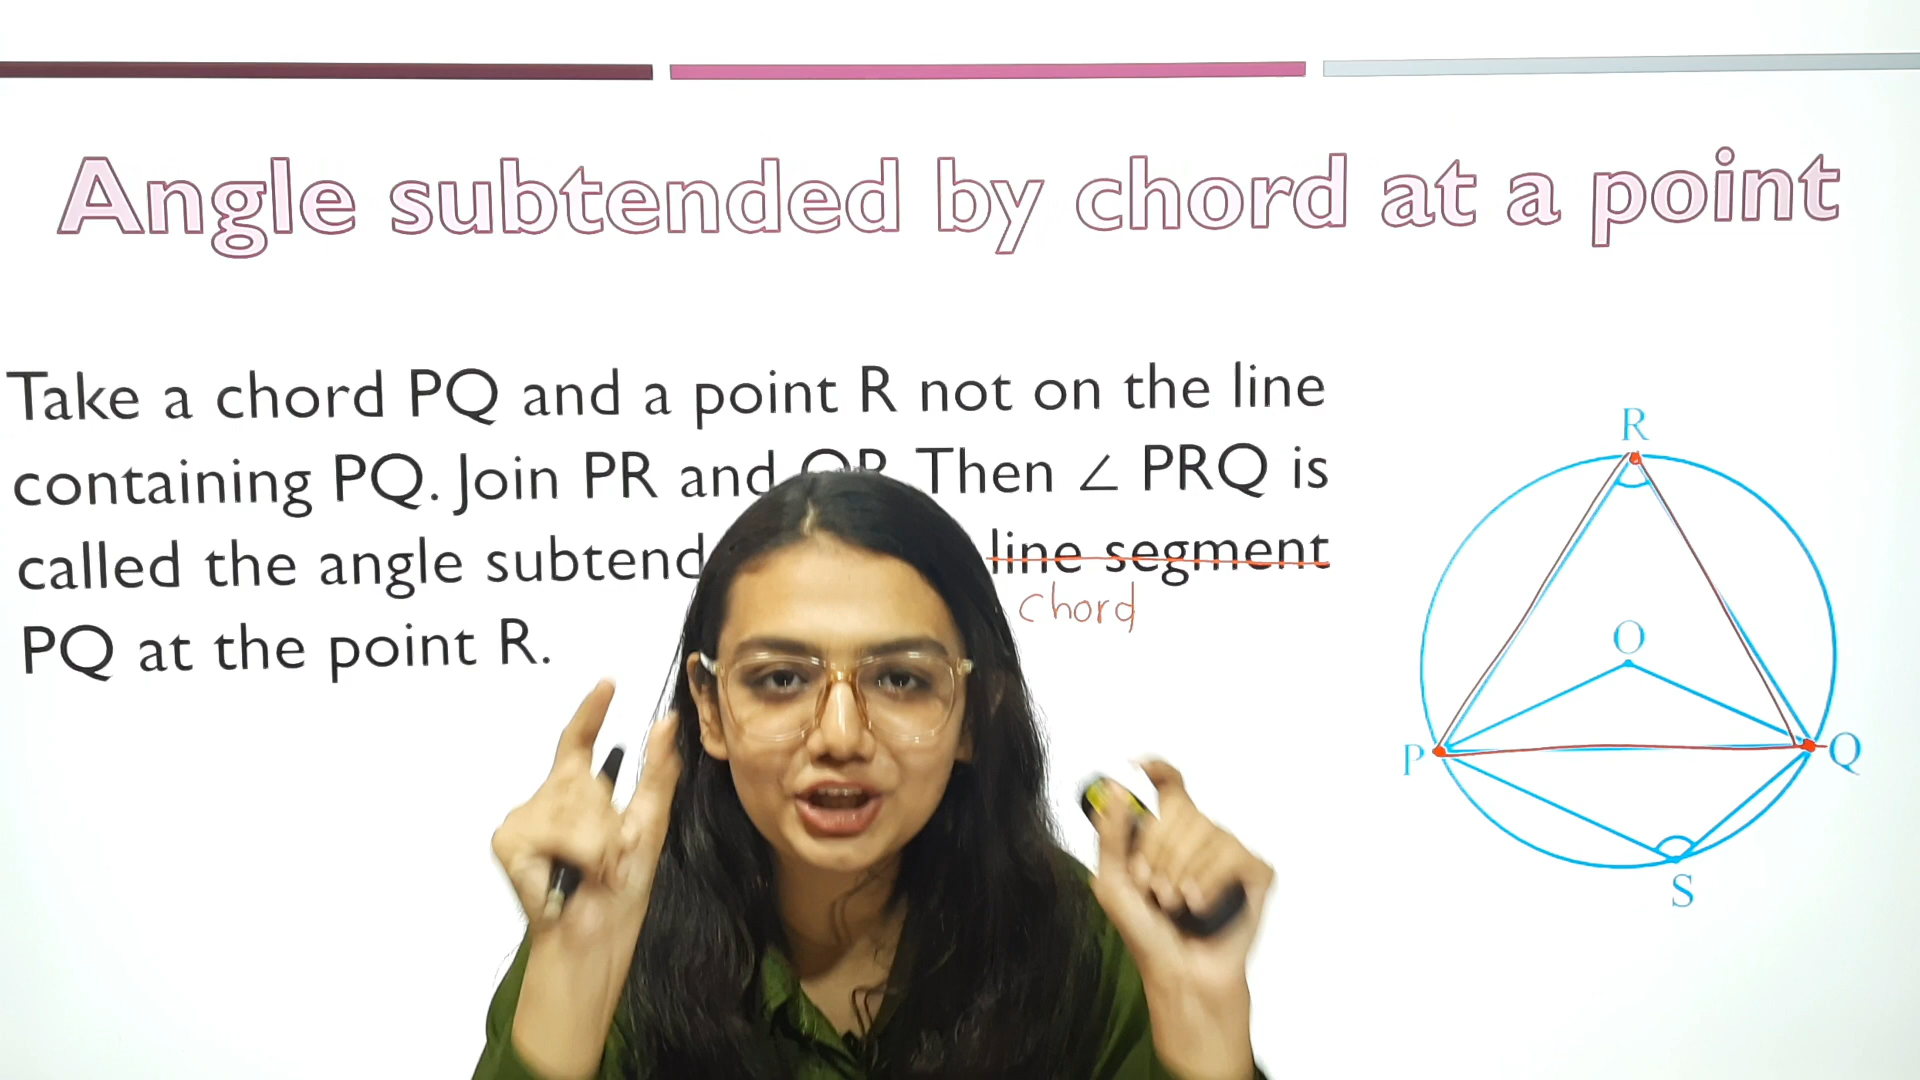 Angle subtended by chord at a point
Take a chord PQ and a point R not on the line
containing PQ. Join PR and QR. Then ∠ PRQ is
called the angle subtend line segment
chord
PQ at the point R.
R
O
P
Q
S